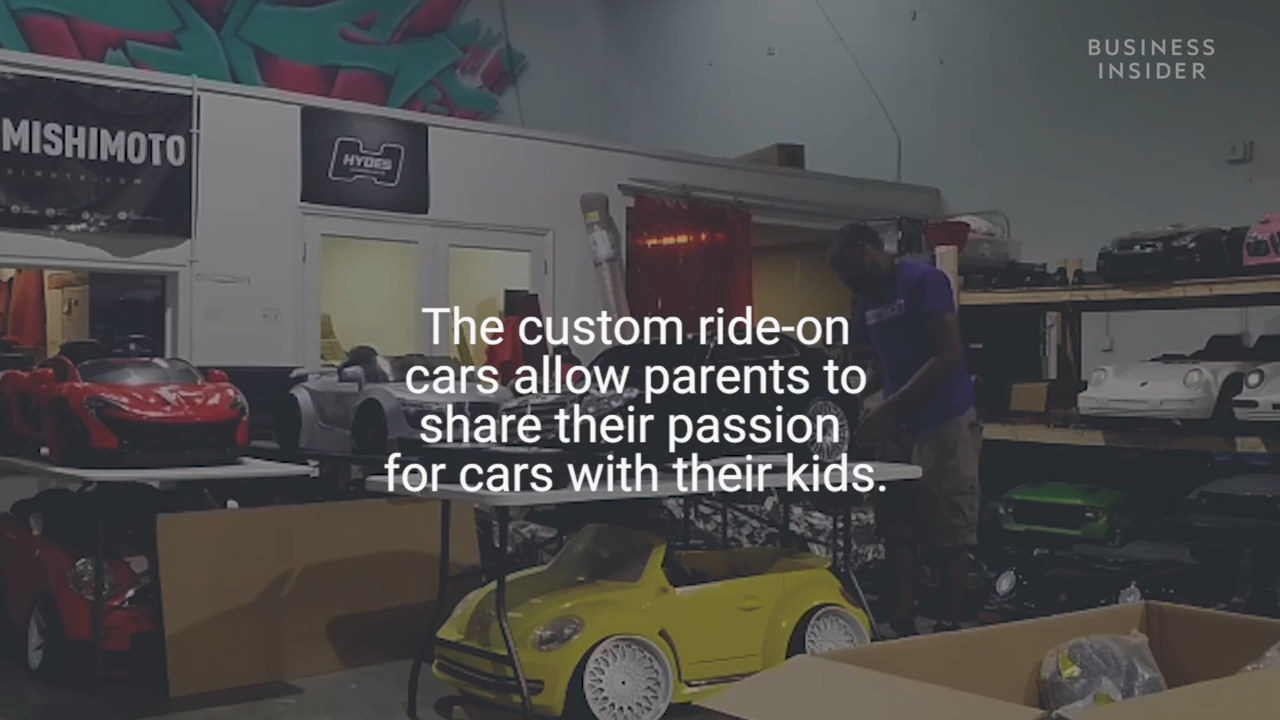 BUSINESS
INSIDER
MISHIMOTO
HYDES
The custom ride-on
cars allow parents to
share their passion
for cars with their kids.